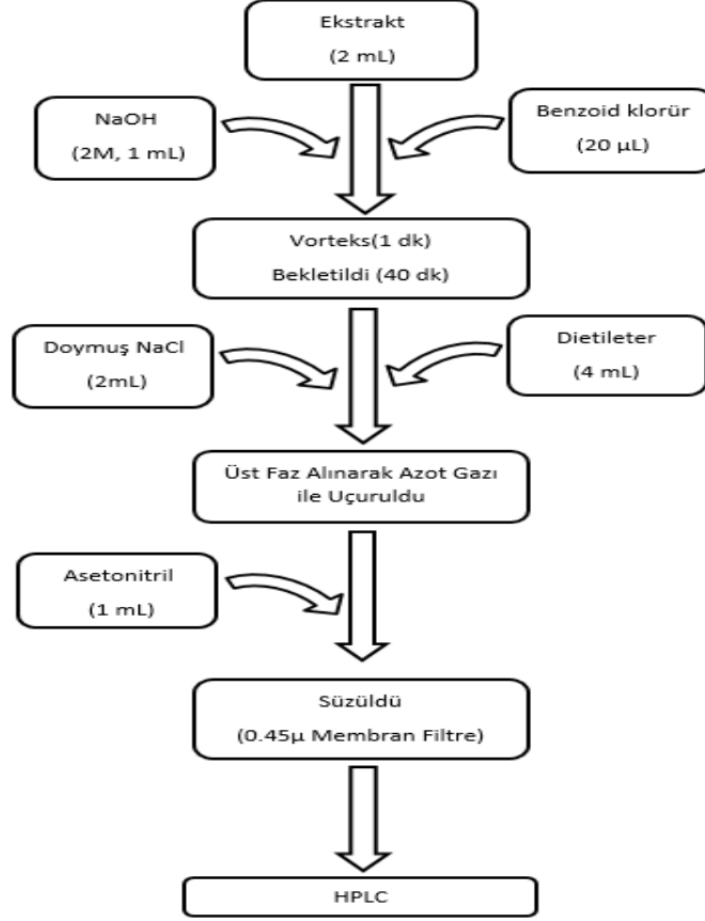 Ekstrakt
(2 mL)
NaOH
(2M, 1 mL)
Benzoid klorür
(20 µL)
Vorteks(1 dk)
Bekletildi (40 dk)
Doymuş NaCl
(2mL)
Dietileter
(4 mL)
Üst Faz Alınarak Azot Gazı
ile Uçuruldu
Asetonitril
(1 mL)
Süzüldü
(0.45µ Membran Filtre)
HPLC